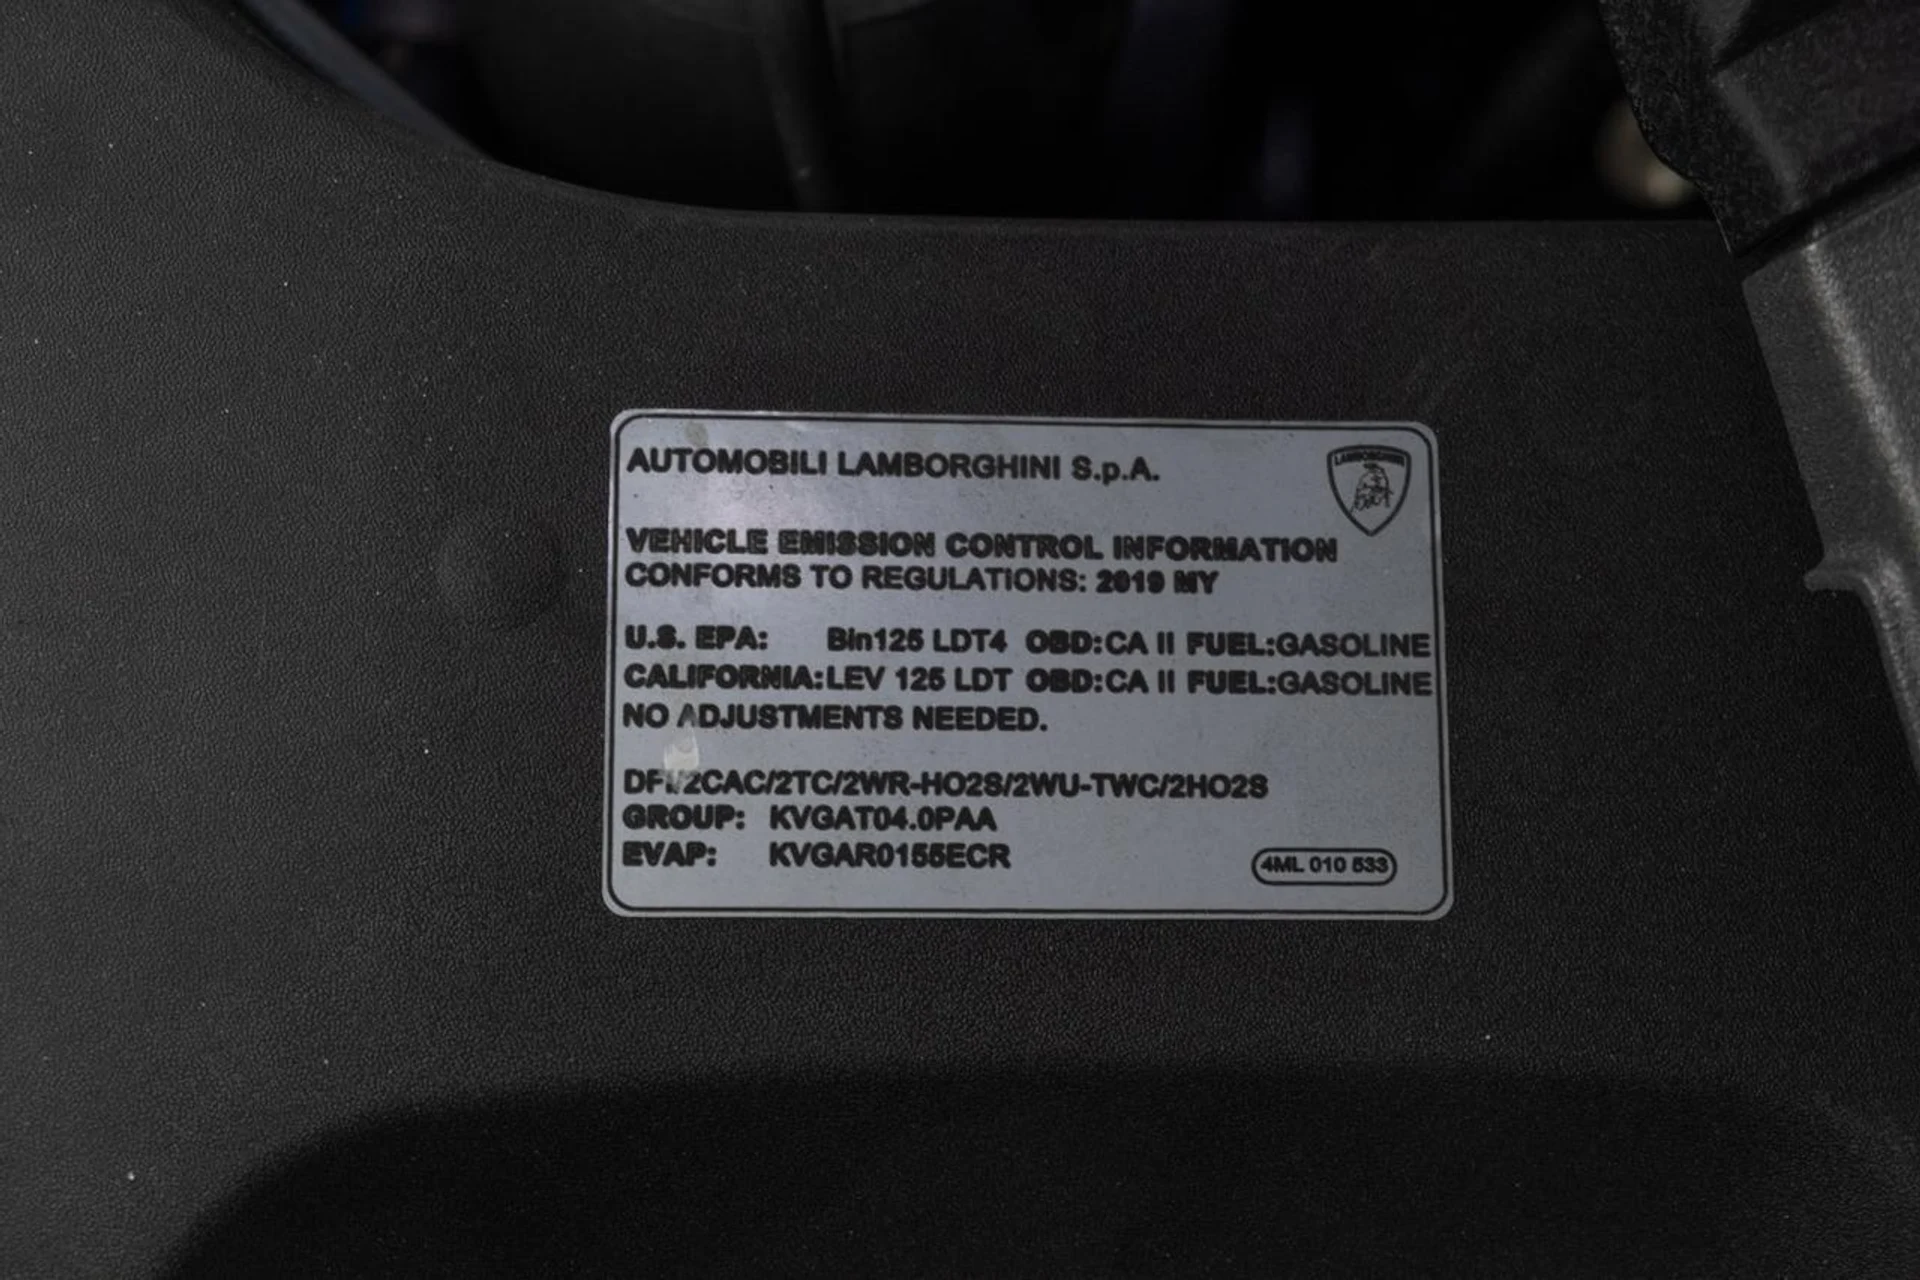 AUTOMOBILI LAMBORGHINI S.p.A.
LAMBORGHINI
VEHICLE EMISSION CONTROL INFORMATION
CONFORMS TO REGULATIONS: 2019 MY
U.S. EPA: Bin125 LDT4 OBD:CA II FUEL:GASOLINE
CALIFORNIA:LEV 125 LDT OBD:CA II FUEL:GASOLINE
NO ADJUSTMENTS NEEDED.
DFI/2CAC/2TC/2WR-HO2S/2WU-TWC/2HO2S
GROUP: KVGAT04.0PAA
EVAP: KVGAR0155ECR
4ML 010 533